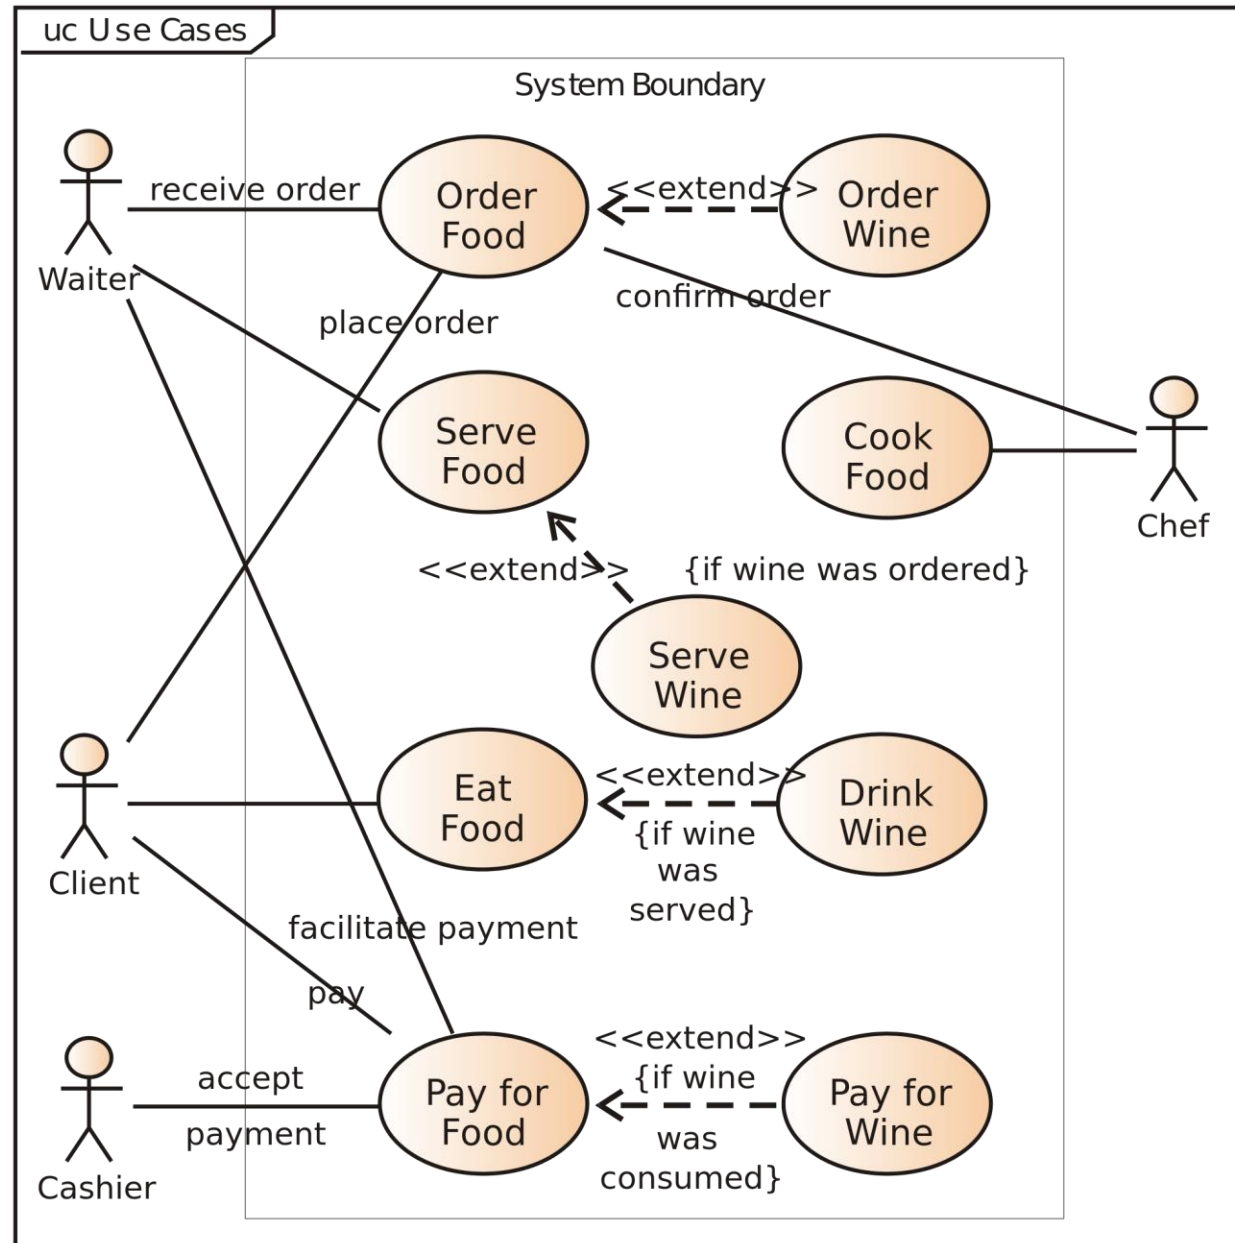 uc Use Cases
System Boundary
receive order
Order
Food
<<extend>>
Order
Wine
Waiter
confirm order
place order
Serve
Food
Cook
Food
Chef
<<extend>>
{if wine was ordered}
Serve
Wine
Eat
Food
<<extend>>
{if wine
was
served}
Drink
Wine
Client
facilitate payment
pay
accept
payment
Pay for
Food
<<extend>>
{if wine
was
consumed}
Pay for
Wine
Cashier